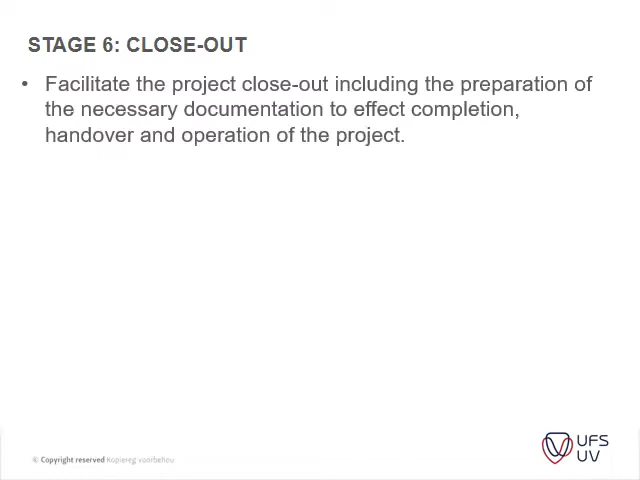 STAGE 6: CLOSE-OUT
• Facilitate the project close-out including the preparation of
the necessary documentation to effect completion,
handover and operation of the project.
© Copyright reserved Kopiereg voorbehou
UFS
UV